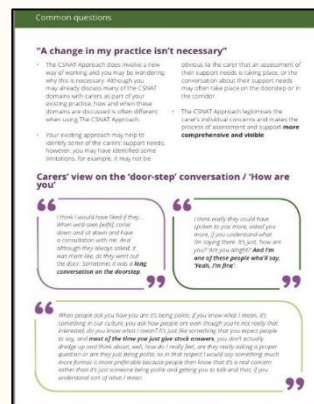 Common questions
"A change in my practice isn't necessary"
• The CSNAT Approach does involve a new
way of working and you may be wondering
why this is necessary. Although you
may already discuss many of the CSNAT
domains with carers as part of your
existing practice, how and when these
domains are discussed is often different
when using The CSNAT Approach.
• Your existing approach may help to
identify some of the carers' support needs,
however, you may have identified some
limitations, for example, it may not be
obvious to the carer that an assessment of
their support needs is taking place, or the
conversation about their support needs
may often take place on the doorstep or in
the corridor.
• The CSNAT Approach legitimises the
carer's individual concerns and makes the
process of assessment and support more
comprehensive and visible.
Carers' view on the 'door-step' conversation / 'How are
you'
I think I would have liked if they...
When we'd seen [wife], come
down and sit down and have
a consultation with me. And
although they always asked, it
was more like, as they went out
the door. Sometimes it was a long
conversation on the doorstep.
I think really they could have
spoken to you more, asked you
more, if you understand what
I'm saying there. It's just, 'how are
you? Are you alright?' And I'm
one of these people who'd say,
'Yeah, I'm fine'.
When people ask you how you are it's being polite, if you know what I mean, it's
something in our culture, you ask how people are even though you're not really that
interested, do you know what I mean? It's just like something that you expect people
to say, and most of the time you just give stock answers, you don't actually
dredge up and think about, well, how do I really feel, are they really asking a proper
question or are they just being polite, so in that respect I would say something much
more formal is more preferable because people then know that it's a real concern
rather than it's just someone being polite and getting you to talk and that, if you
understand sort of what I mean.